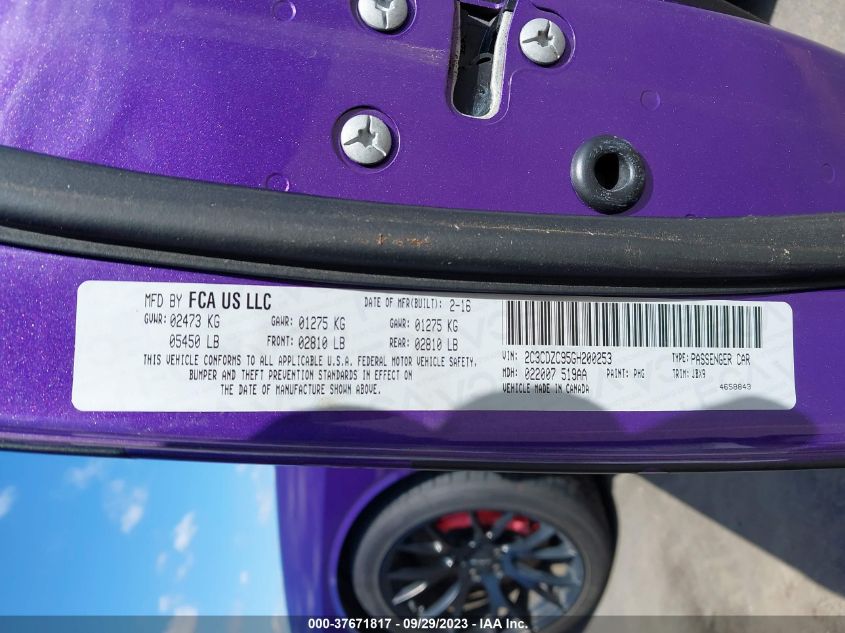 MFD BY FCA US LLC DATE OF MFR(BUILT): 2-16
GVWR: 02473 KG GAWR: 01275 KG GAWR: 01275 KG
05450 LB FRONT: 02810 LB REAR: 02810 LB
THIS VEHICLE CONFORMS TO ALL APPLICABLE U.S.A. FEDERAL MOTOR VEHICLE SAFETY,
BUMPER AND THEFT PREVENTION STANDARDS IN EFFECT ON
THE DATE OF MANUFACTURE SHOWN ABOVE.
VIN: 2C3CDZC95GH200253 TYPE: PASSENGER CAR
MDH: 022007 519AA PAINT: PHG TRIM: JBX9
VEHICLE MADE IN CANADA 4658843
000-37671817 - 09/29/2023 - IAA Inc.